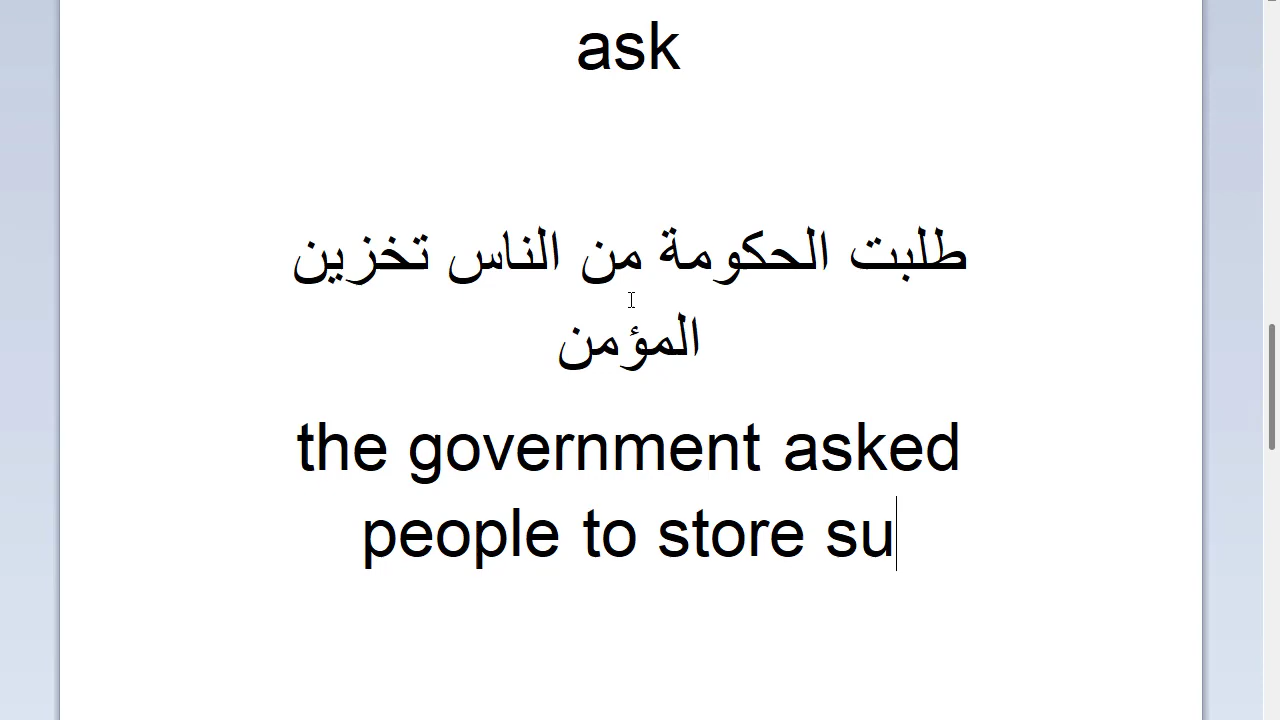 ask
طلبت الحكومة من الناس تخزين
المؤمن
the government asked
people to store su